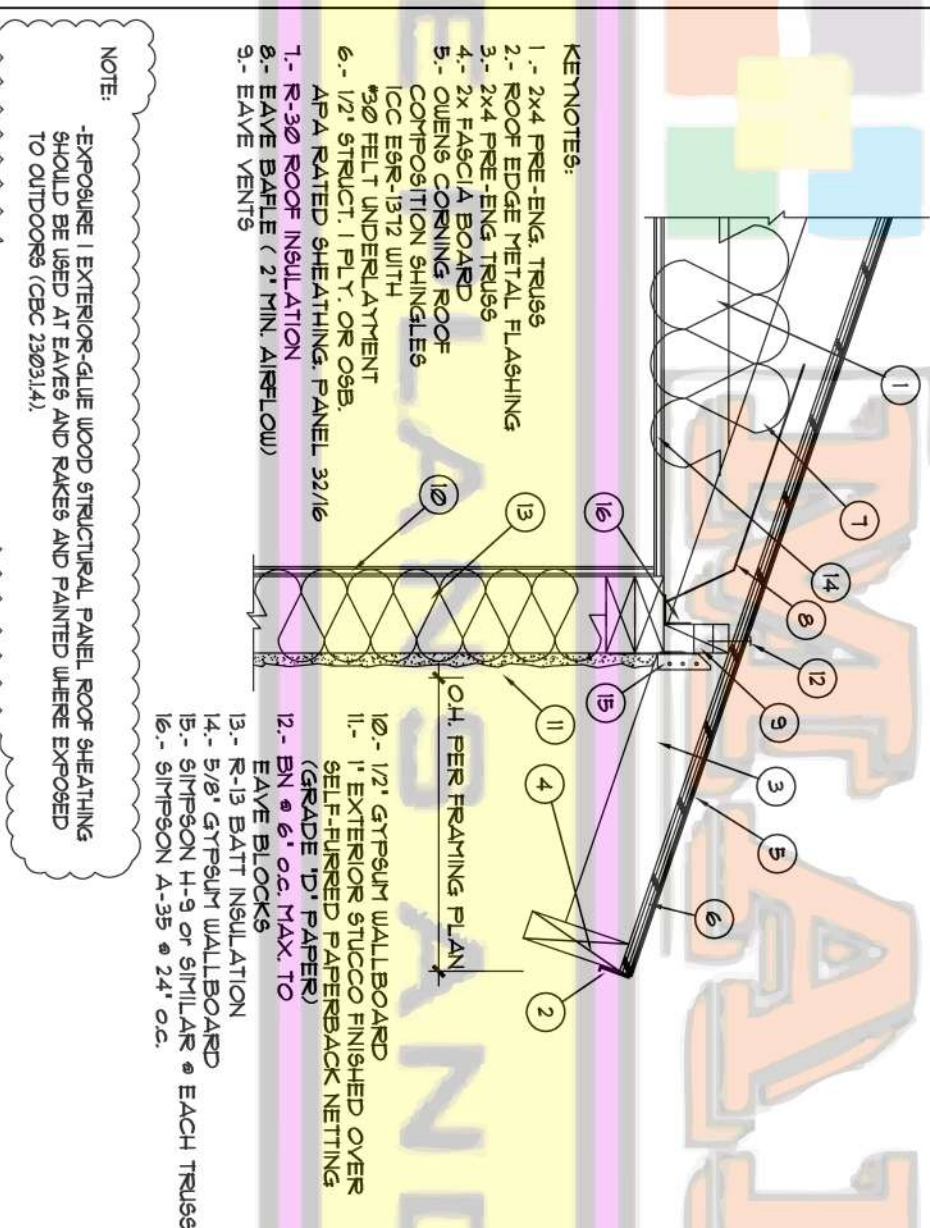 KEYNOTES:
1.- 2x4 PRE-ENG. TRUSS
2.- ROOF EDGE METAL FLASHING
3.- 2x4 PRE-ENG TRUSS
4.- 2x FASCIA BOARD
5.- OWENS CORNING ROOF
COMPOSITION SHINGLES
ICC ESR-1372 WITH
#30 FELT UNDERLAYMENT
6.- 1/2" STRUCT. I PLY. OR OSB.
APA RATED SHEATHING. PANEL 32/16
7.- R-30 ROOF INSULATION
8.- EAVE BAFLE ( 2" MIN. AIRFLOW)
9.- EAVE VENTS
10.- 1/2" GYPSUM WALLBOARD
11.- 1" EXTERIOR STUCCO FINISHED OVER
SELF-FURRED PAPERBACK NETTING
(GRADE "D" PAPER)
12.- BN @ 6" O.C. MAX. TO
EAVE BLOCKS
13.- R-13 BATT INSULATION
14.- 5/8" GYPSUM WALLBOARD
15.- SIMPSON H-9 or SIMILAR @ EACH TRUSS
16.- SIMPSON A-35 @ 24" O.C.
NOTE:
-EXPOSURE 1 EXTERIOR-GLUE WOOD STRUCTURAL PANEL ROOF SHEATHING
SHOULD BE USED AT EAVES AND RAKES AND PAINTED WHERE EXPOSED
TO OUTDOORS (CBC 2303.1.4).
O.H. PER FRAMING PLAN
1
7
14
8
12
9
3
5
6
16
13
10
15
11
4
2
PLANS AND